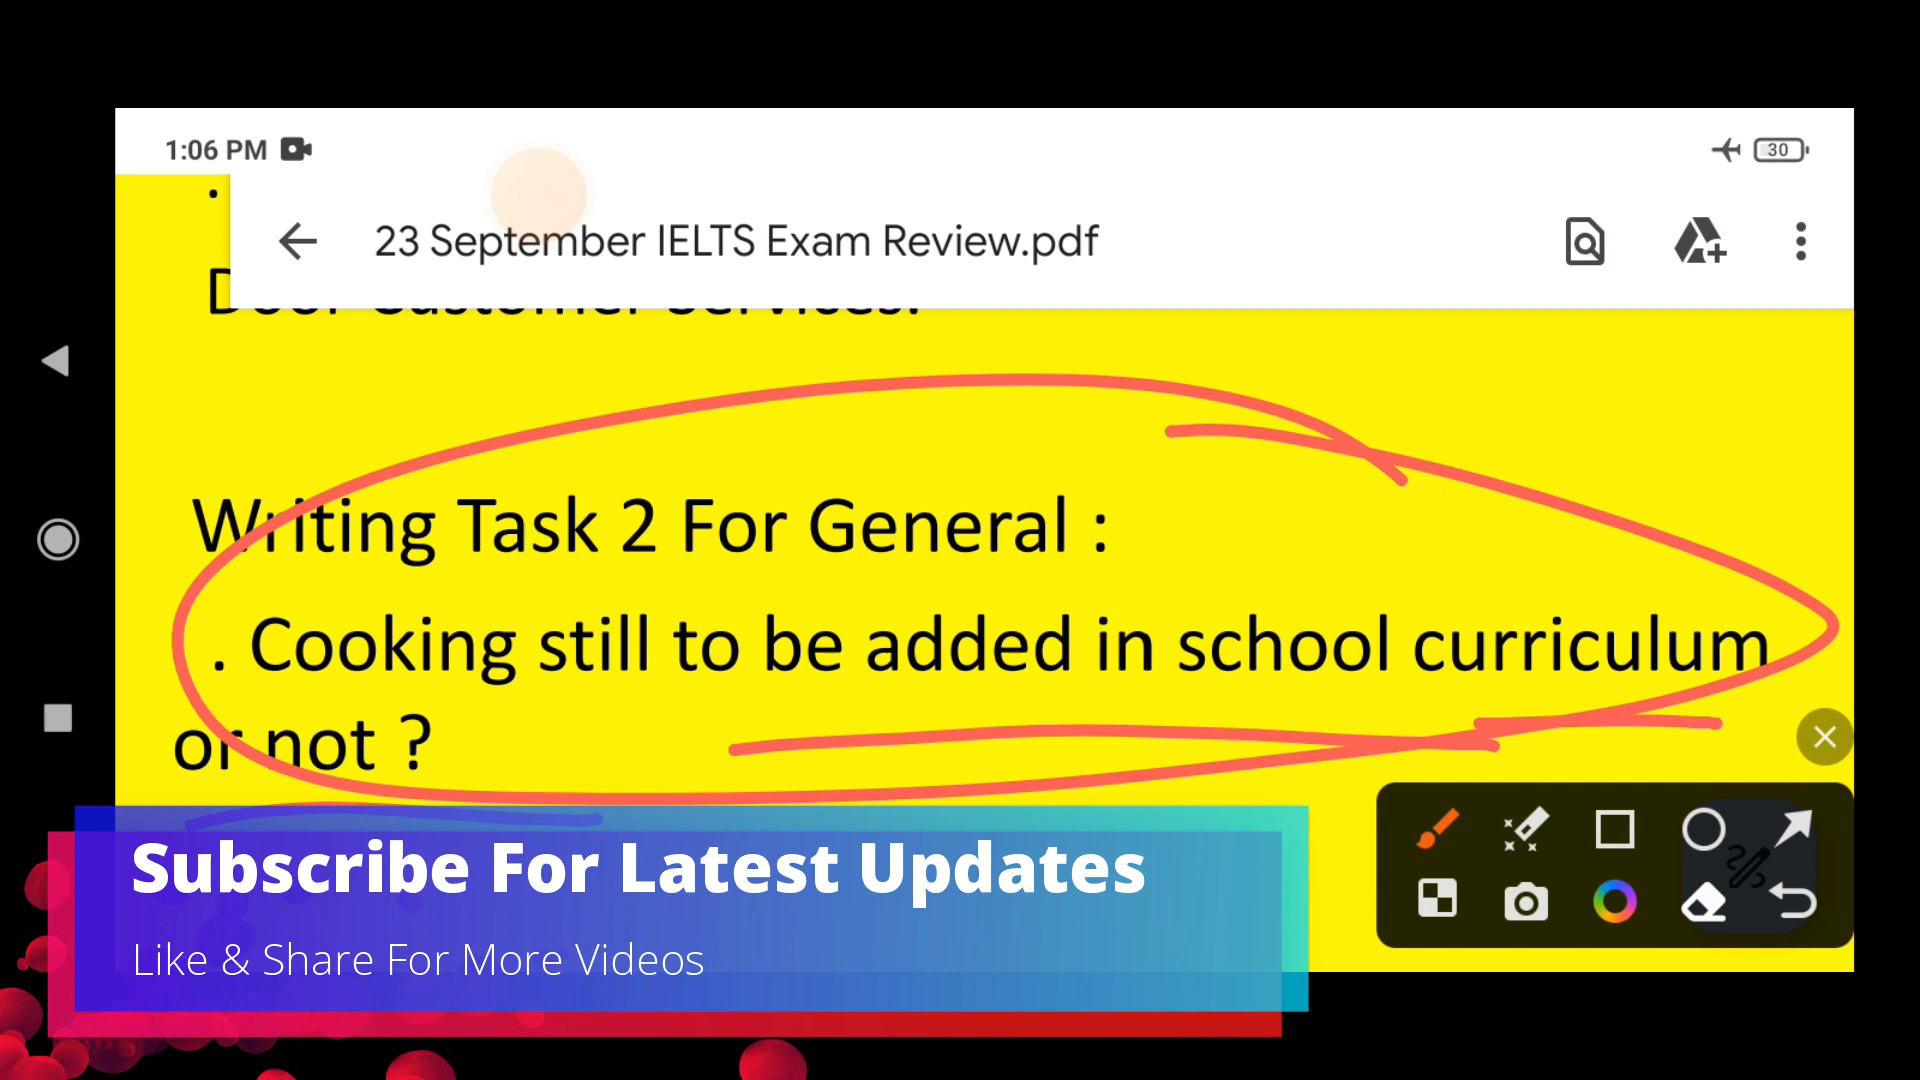 1:06 PM
30
23 September IELTS Exam Review.pdf
Customer
Writing Task 2 For General :
. Cooking still to be added in school curriculum
or not ?
Subscribe For Latest Updates
Like & Share For More Videos